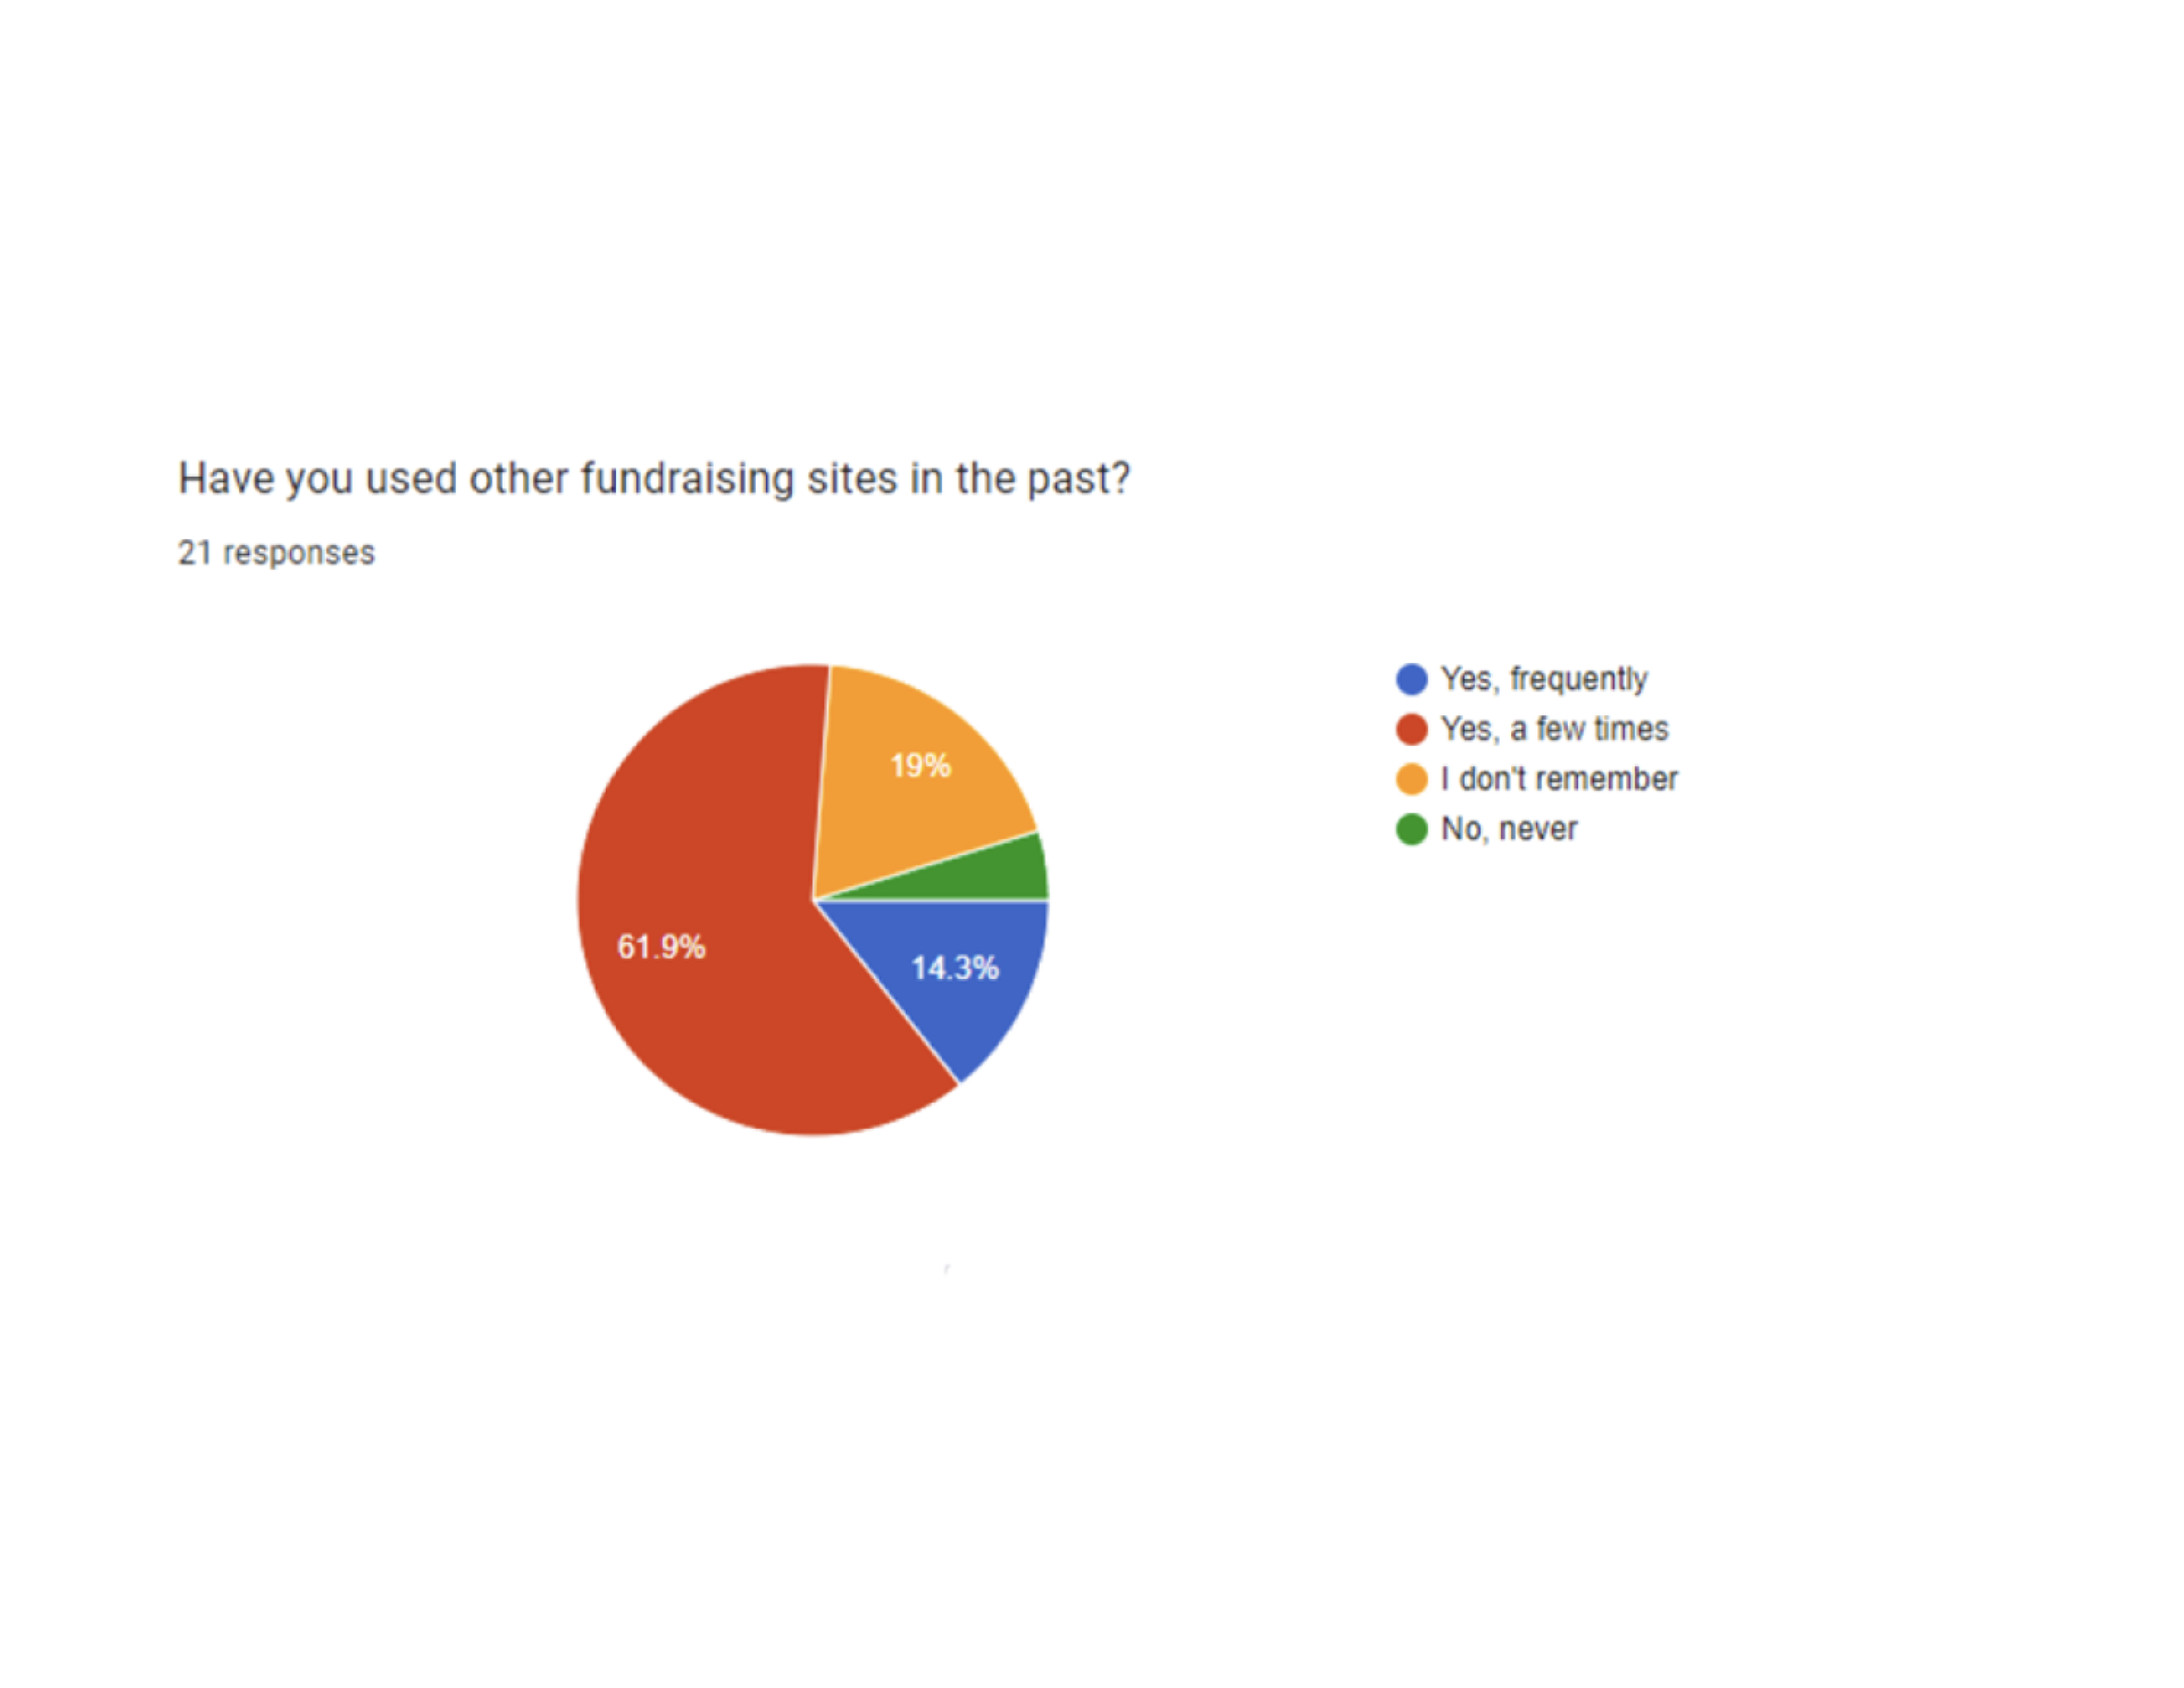 Have you used other fundraising sites in the past?
21 responses
19%
61.9%
14.3%
Yes, frequently
Yes, a few times
I don't remember
No, never